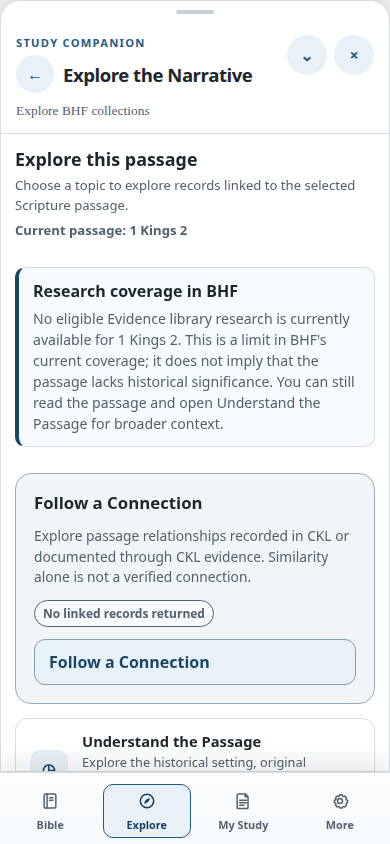 STUDY COMPANION
← Explore the Narrative
Explore BHF collections
Explore this passage
Choose a topic to explore records linked to the selected
Scripture passage.
Current passage: 1 Kings 2
Research coverage in BHF
No eligible Evidence library research is currently
available for 1 Kings 2. This is a limit in BHF's
current coverage; it does not imply that the
passage lacks historical significance. You can still
read the passage and open Understand the
Passage for broader context.
Follow a Connection
Explore passage relationships recorded in CKL or
documented through CKL evidence. Similarity
alone is not a verified connection.
No linked records returned
Follow a Connection
Understand the Passage
Explore the historical setting, original
Bible Explore My Study More